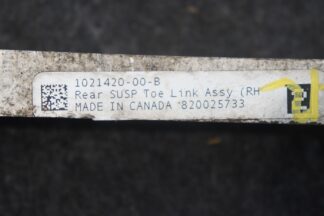 1021420-00-B
Rear SUSP Toe Link Assy (RH
MADE IN CANADA 820025733